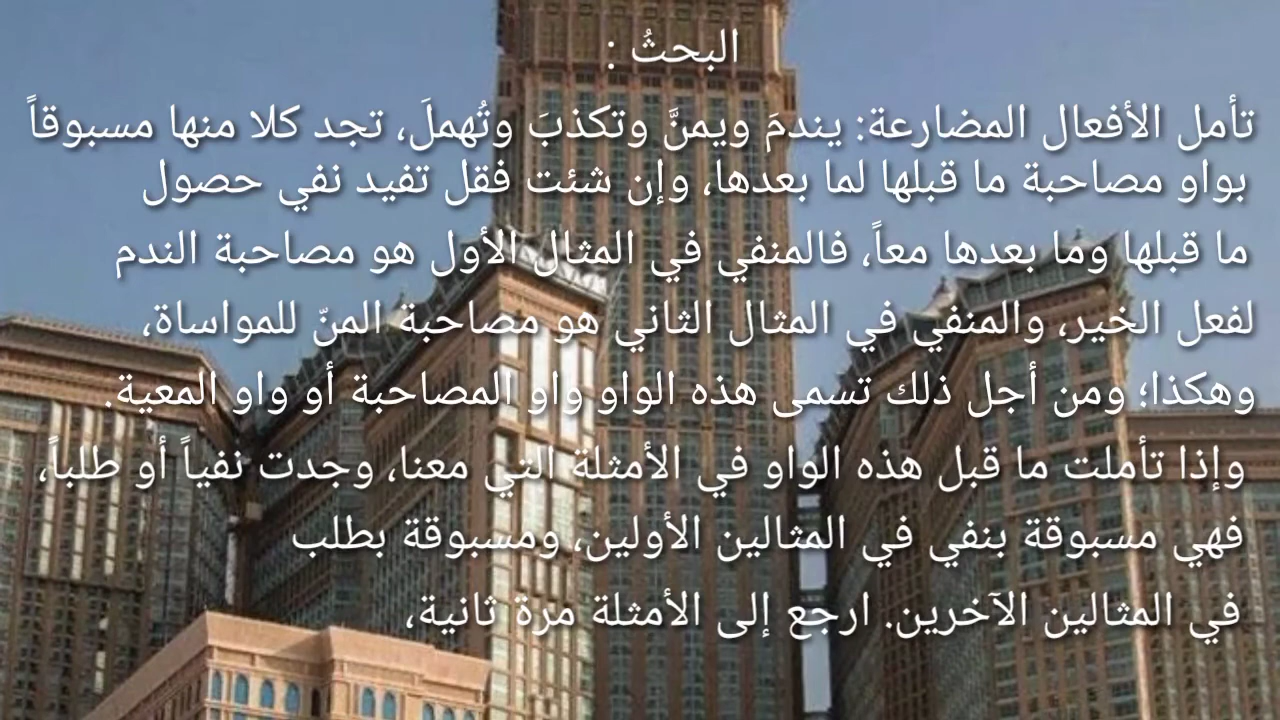 البحثُ :
تأمل الأفعال المضارعة: يندمَ ويمنَّ وتكذبَ وتُهملَ، تجد كلا منها مسبوقاً
بواو مصاحبة ما قبلها لما بعدها، وإن شئت فقل تفيد نفي حصول
ما قبلها وما بعدها معاً، فالمنفي في المثال الأول هو مصاحبة الندم
لفعل الخير، والمنفي في المثال الثاني هو مصاحبة المنّ للمواساة،
وهكذا؛ ومن أجل ذلك تسمى هذه الواو واو المصاحبة أو واو المعية.
وإذا تأملت ما قبل هذه الواو في الأمثلة التي معنا، وجدت نفياً أو طلباً،
فهي مسبوقة بنفي في المثالين الأولين، ومسبوقة بطلب
في المثالين الآخرين. ارجع إلى الأمثلة مرة ثانية،